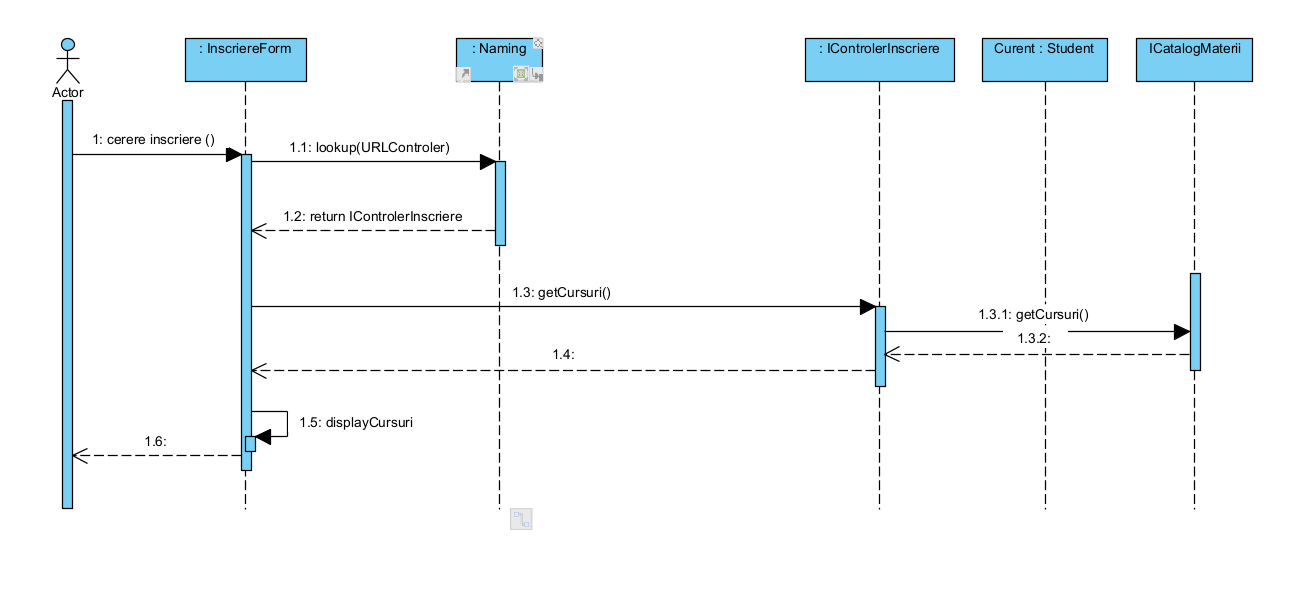 : InscriereForm
: Naming
: IControlerInscriere
Curent : Student
ICatalogMaterii
Actor
1: cerere inscriere ()
1.1: lookup(URLControler)
1.2: return IControlerInscriere
1.3: getCursuri()
1.3.1: getCursuri()
1.3.2:
1.4:
1.5: displayCursuri
1.6: